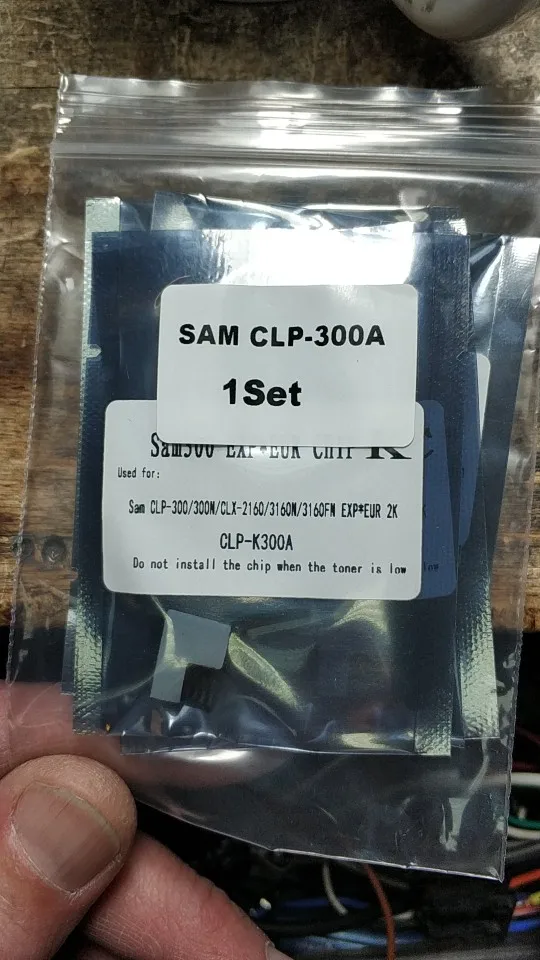 SAM CLP-300A
1Set
Sam300 EXP*EUR Chip K
Used for:
Sam CLP-300/300N/CLX-2160/3160N/3160FN EXP*EUR 2K
CLP-K300A
Do not install the chip when the toner is low
low